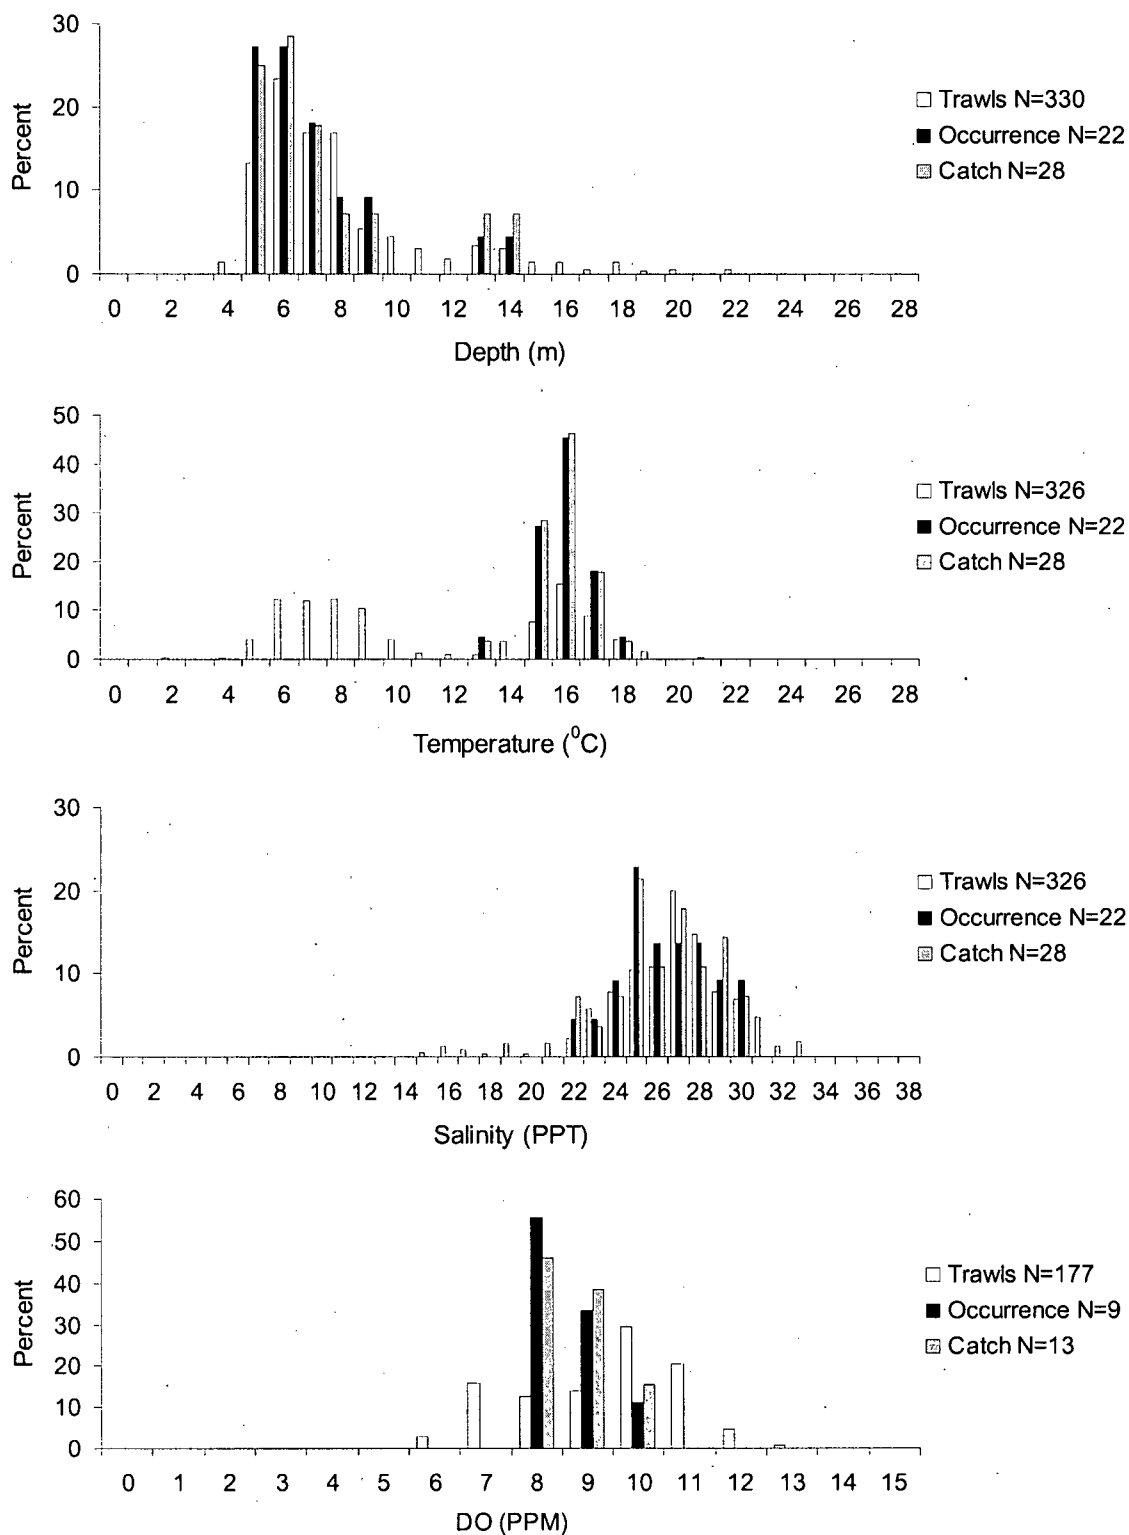 30
20
10
0
Percent
0 2 4 6 8 10 12 14 16 18 20 22 24 26 28
Depth (m)
Trawls N=330
Occurrence N=22
Catch N=28
50
40
30
20
10
0
Percent
0 2 4 6 8 10 12 14 16 18 20 22 22 28 28
Temperature (⁰C)
Trawls N=326
Occurrence N=22
Catch N=28
30
20
10
0
Percent
0 2 4 6 8 10 12 14 16 18 20 22 24 26 28 30 32 34 36 38
Salinity (PPT)
Trawls N=326
Occurrence N=22
Catch N=28
60
50
40
30
20
10
0
Percent
0 1 2 3 4 5 6 7 8 9 10 11 12 13 14 15
DO (PPM)
Trawls N=177
Occurrence N=9
Catch N=13